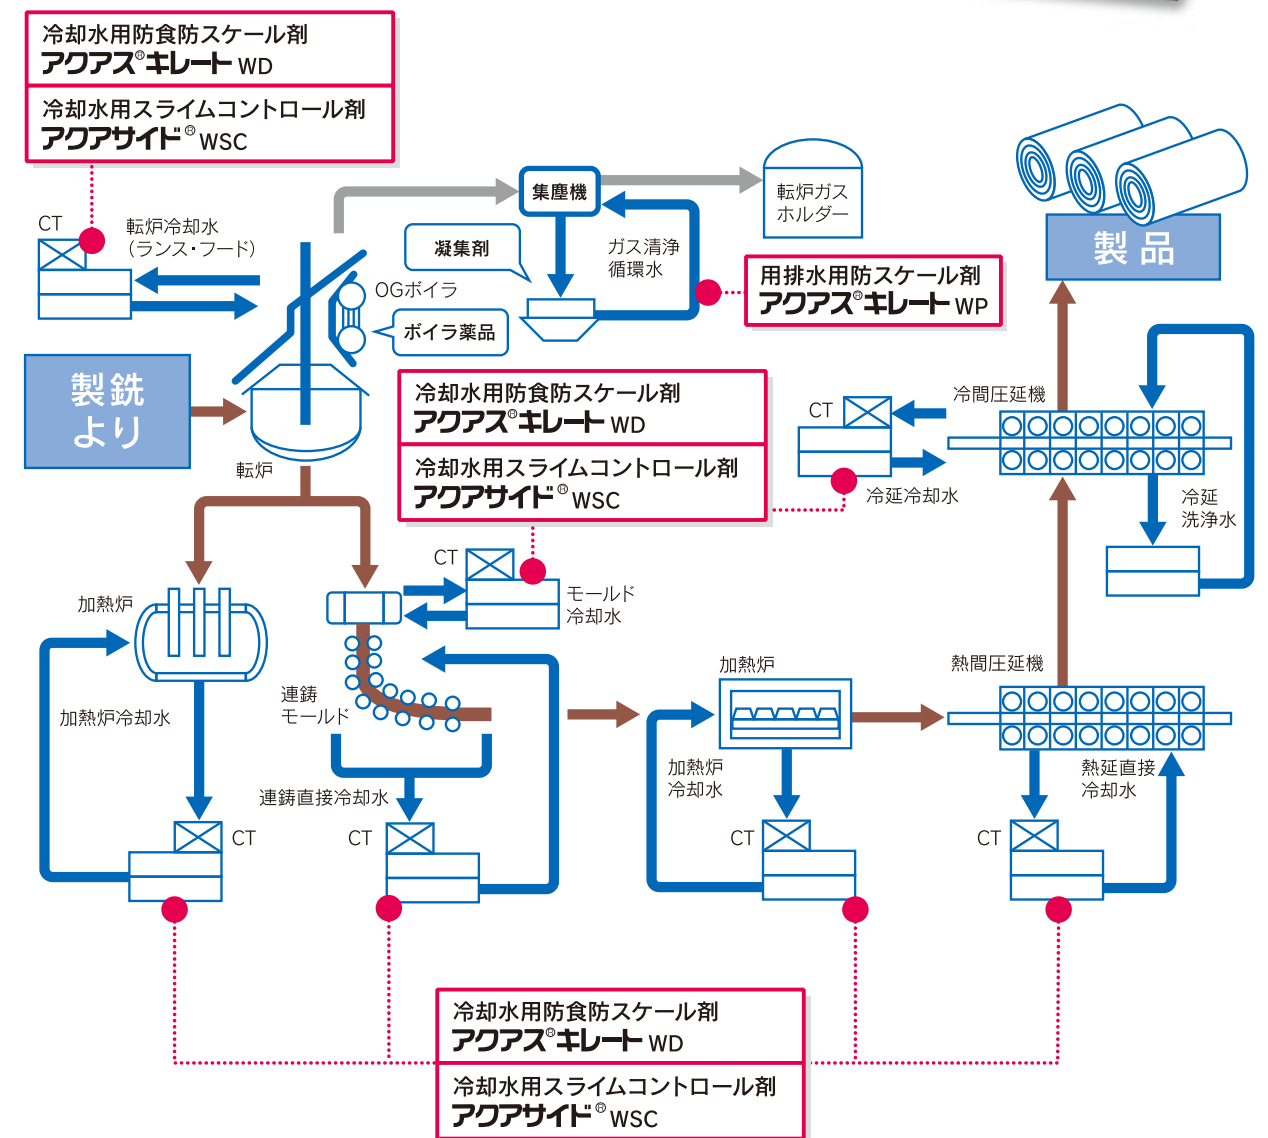 冷却水用防食防スケール剤
アクアス®キレート WD
冷却水用スライムコントロール剤
アクアサイド® WSC
CT
転炉冷却水
（ランス・フード）
集塵機
転炉ガス
ホルダー
凝集剤
ガス清浄
循環水
OGボイラ
ボイラ薬品
用排水用防スケール剤
アクアス®キレート WP
製品
製銑
より
転炉
冷却水用防食防スケール剤
アクアス®キレート WD
冷却水用スライムコントロール剤
アクアサイド® WSC
CT
冷間圧延機
冷延冷却水
冷延
洗浄水
CT
モールド
冷却水
加熱炉
加熱炉冷却水
連鋳
モールド
連鋳直接冷却水
加熱炉
加熱炉
冷却水
熱間圧延機
熱延直接
冷却水
CT
CT
CT
CT
冷却水用防食防スケール剤
アクアス®キレート WD
冷却水用スライムコントロール剤
アクアサイド® WSC